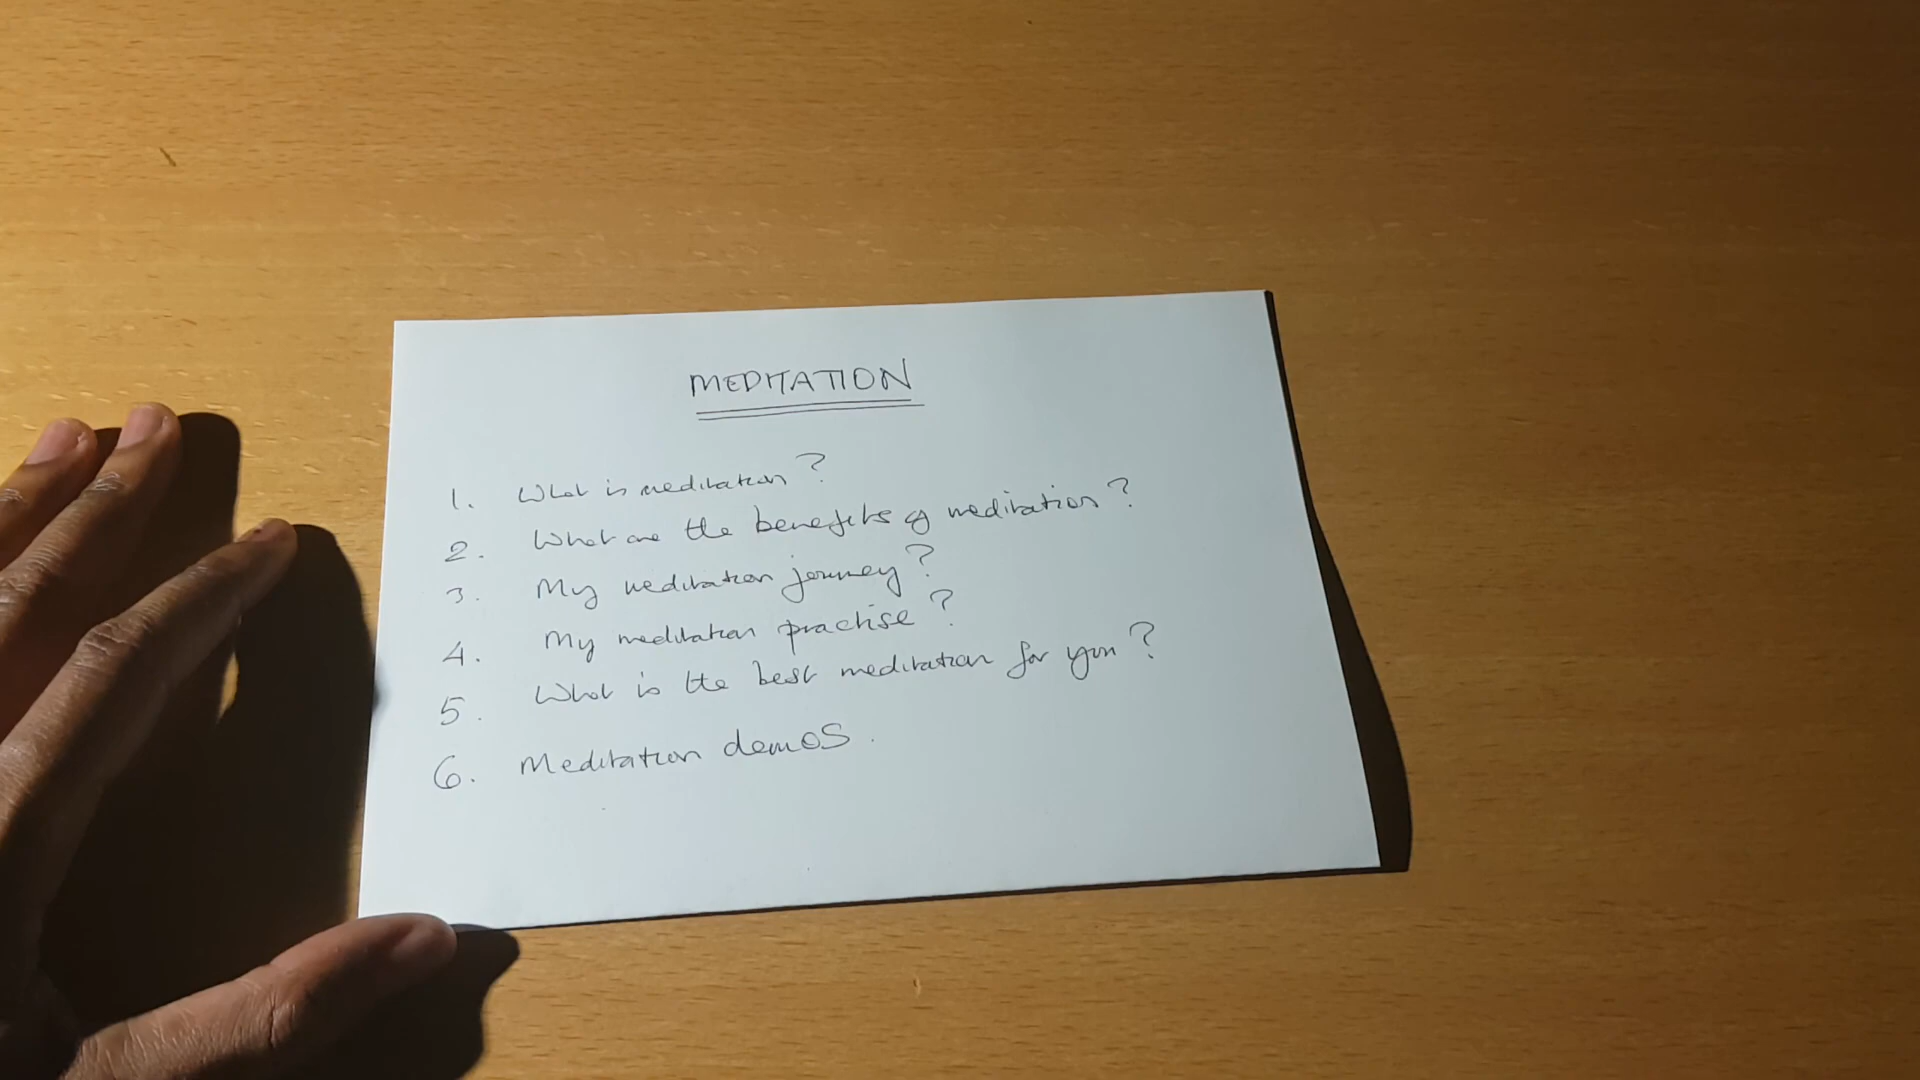 MEDITATION
1. What is meditation?
2. What are the benefits of meditation?
3. My meditation journey?
4. My meditation practise?
5. What is the best meditation for you?
6. Meditation demos.